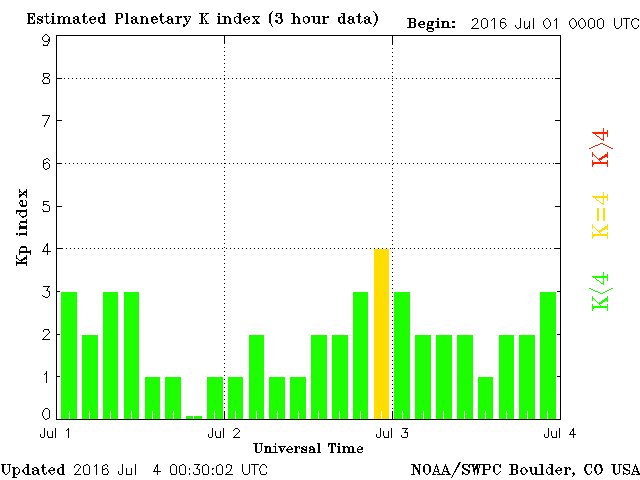 Estimated Planetary K index (3 hour data) Begin: 2016 Jul 01 0000 UTC
9
8
7
6
5
4
3
2
1
0
Kp index
K>4
K=4
K<4
Jul 1 Jul 2 Jul 3 Jul 4
Universal Time
Updated 2016 Jul 4 00:30:02 UTC NOAA/SWPC Boulder, CO USA